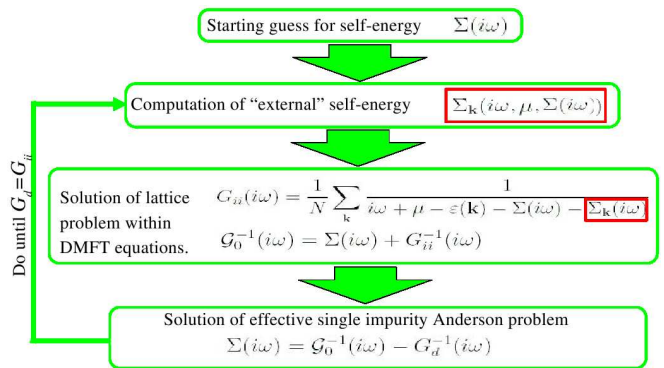 Starting guess for self-energy Σ(iω)
Computation of “external” self-energy Σ_k(iω, μ, Σ(iω))
Do until G_d=G_ii
Solution of lattice
problem within
DMFT equations.
G_ii(iω) = 1/N ∑_k 1/(iω + μ − ε(k) − Σ(iω) − Σ_k(iω)
𝒢_0^{-1}(iω) = Σ(iω) + G_ii^{-1}(iω)
Solution of effective single impurity Anderson problem
Σ(iω) = 𝒢_0^{-1}(iω) − G_d^{-1}(iω)